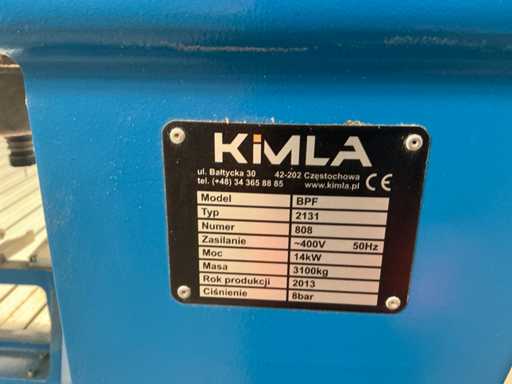 KiMLA
ul. Bałtycka 30 42-202 Częstochowa
tel. (+48) 34 365 88 85 www.kimla.pl CE
Model BPF
Typ 2131
Numer 808
Zasilanie ~400V 50Hz
Moc 14kW
Masa 3100kg
Rok produkcji 2013
Ciśnienie 8bar